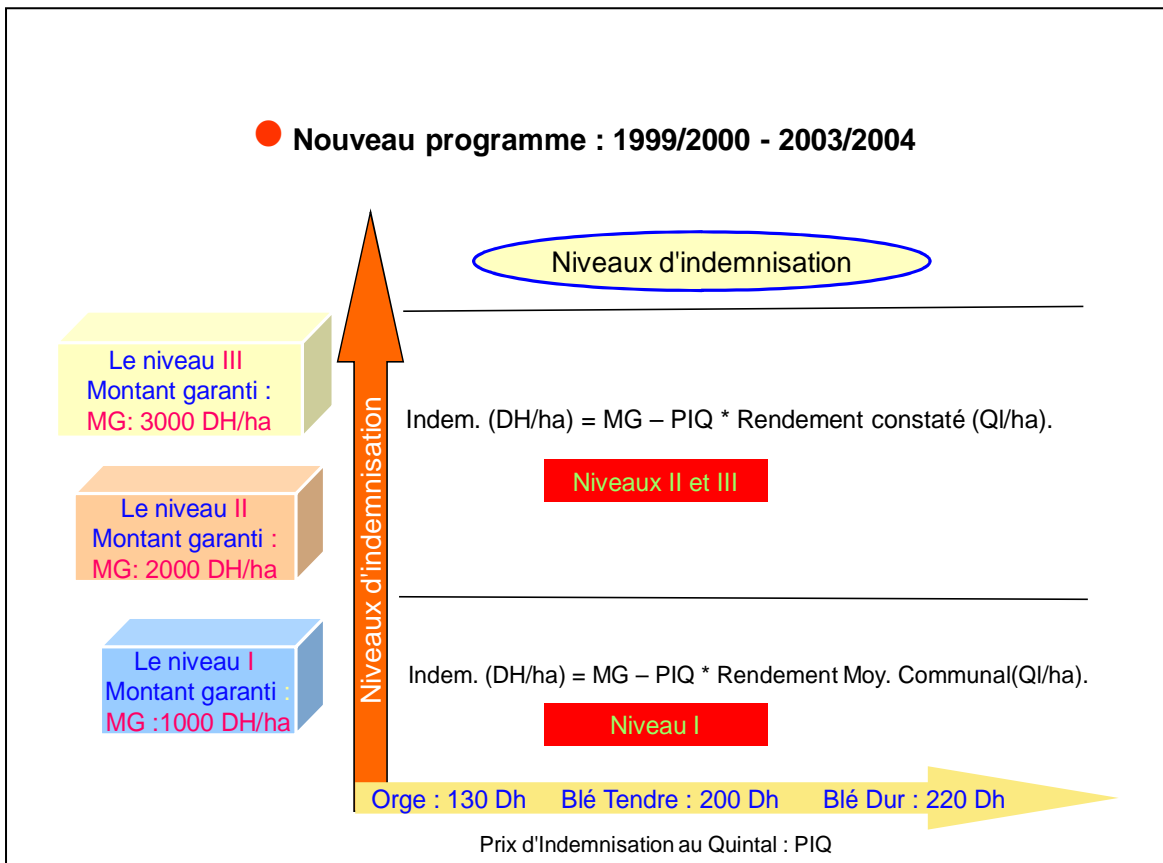 Nouveau programme : 1999/2000 - 2003/2004
Niveaux d'indemnisation
Le niveau III
Montant garanti :
MG: 3000 DH/ha
Indem. (DH/ha) = MG – PIQ * Rendement constaté (Ql/ha).
Niveaux II et III
Le niveau II
Montant garanti :
MG: 2000 DH/ha
Niveaux d'indemnisation
Le niveau I
Montant garanti :
MG :1000 DH/ha
Indem. (DH/ha) = MG – PIQ * Rendement Moy. Communal(Ql/ha).
Niveau I
Orge : 130 Dh Blé Tendre : 200 Dh Blé Dur : 220 Dh
Prix d'Indemnisation au Quintal : PIQ